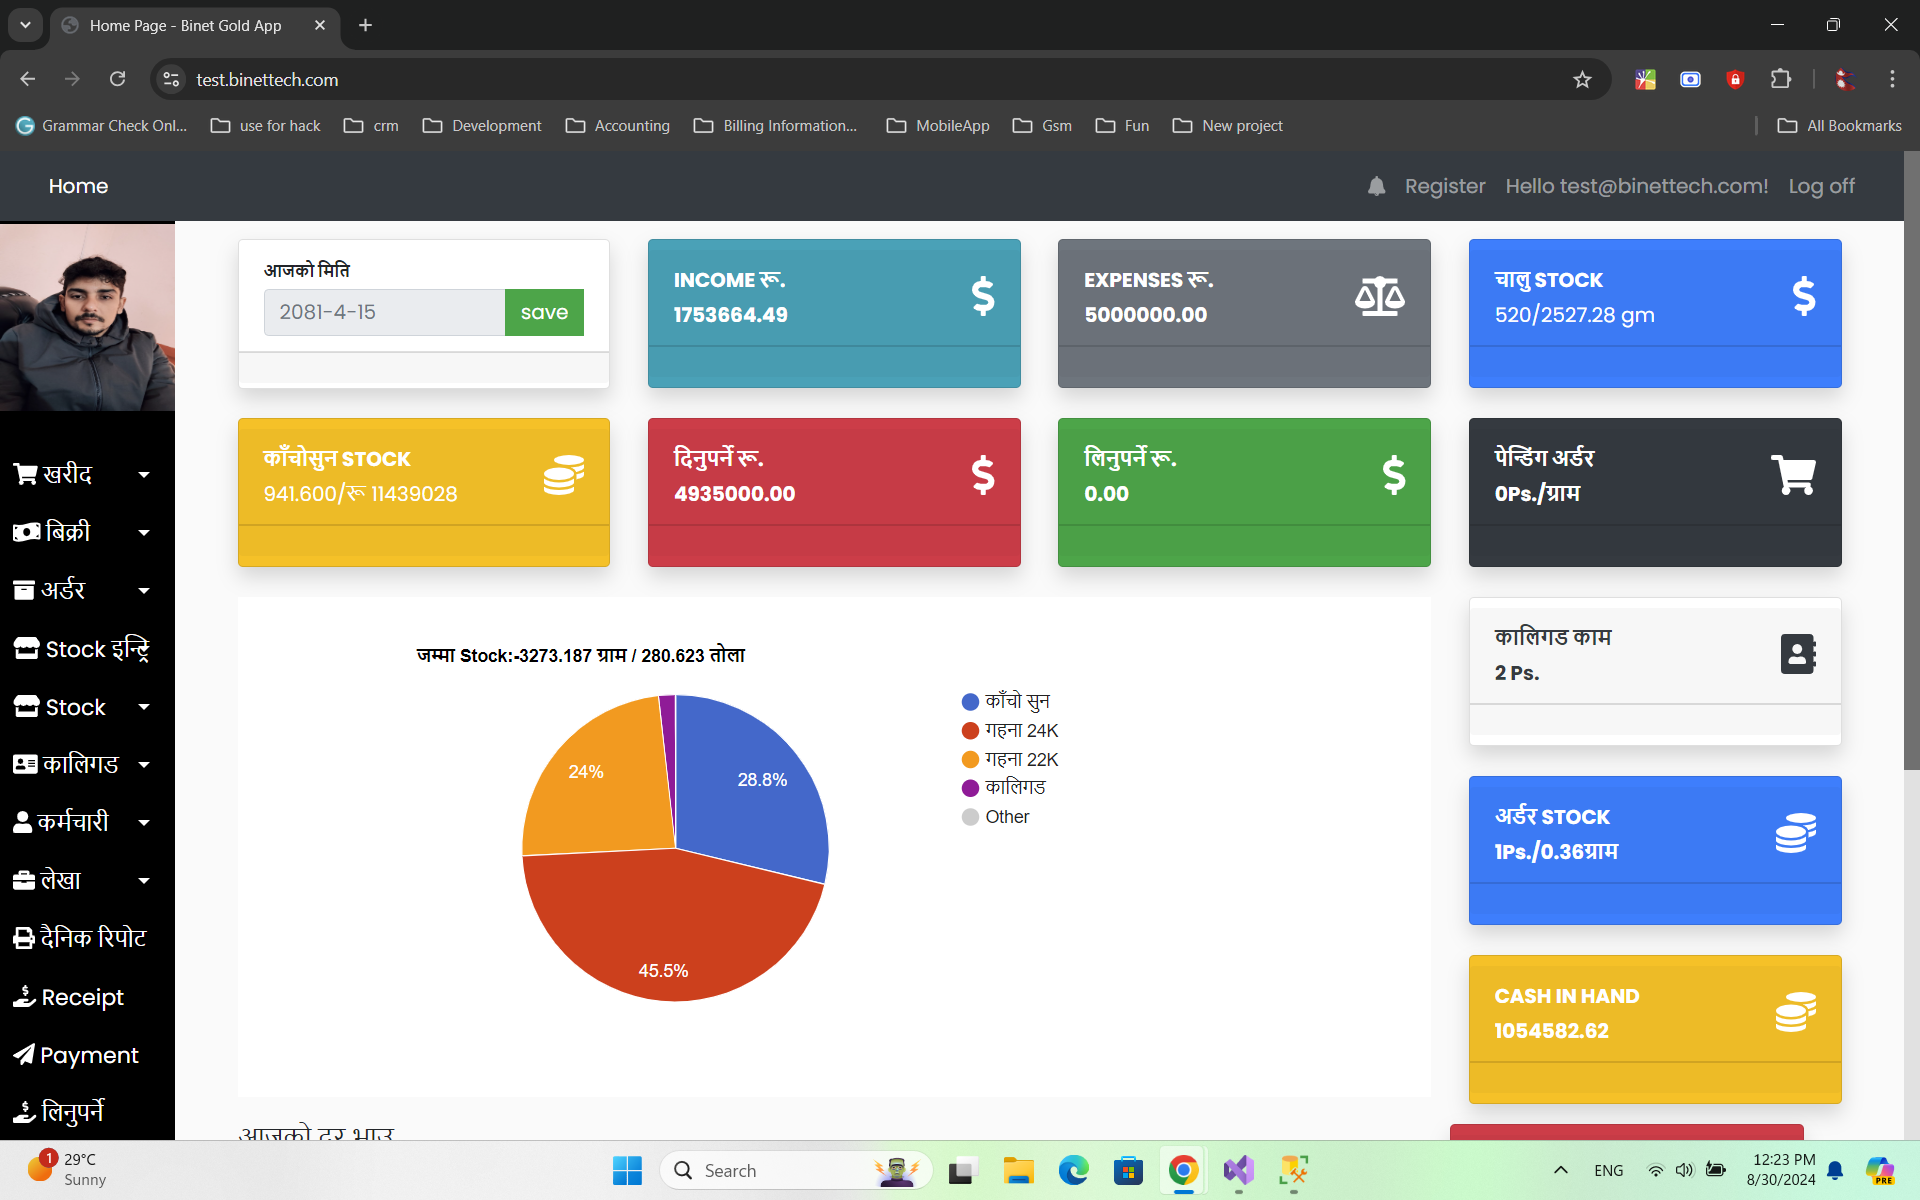 Home Page - Binet Gold App
test.binettech.com
Grammar Check Onl...
use for hack
crm
Development
Accounting
Billing Information...
MobileApp
Gsm
Fun
New project
All Bookmarks
Home
Register
Hello test@binettech.com!
Log off
आजको मिति
2081-4-15
save
INCOME रू.
1753664.49
EXPENSES रू.
5000000.00
चालु STOCK
520/2527.28 gm
काँचोसुन STOCK
941.600/रू 11439028
दिनुपर्ने रू.
4935000.00
लिनुपर्ने रू.
0.00
पेन्डिंग अर्डर
0Ps./ग्राम
खरीद
बिक्री
अर्डर
Stock इन्ट्रि
Stock
कालिगड
कर्मचारी
लेखा
दैनिक रिपोट
Receipt
Payment
लिनुपर्ने
जम्मा Stock:-3273.187 ग्राम / 280.623 तोला
24%
28.8%
45.5%
काँचो सुन
गहना 24K
गहना 22K
कालिगड
Other
कालिगड काम
2 Ps.
अर्डर STOCK
1Ps./0.36ग्राम
CASH IN HAND
1054582.62
आजको दर भाउ
1
29°C
Sunny
Search
ENG
12:23 PM
8/30/2024
PRE